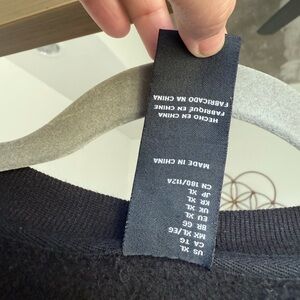 US XL
CA TG
MX XL/EG
BR GG
EU XL
UK XL
KR XL
JP XL
CN 180/112A
MADE IN CHINA
HECHO EN CHINA
FABRIQUÉ EN CHINE
FABRICADO NA CHINA